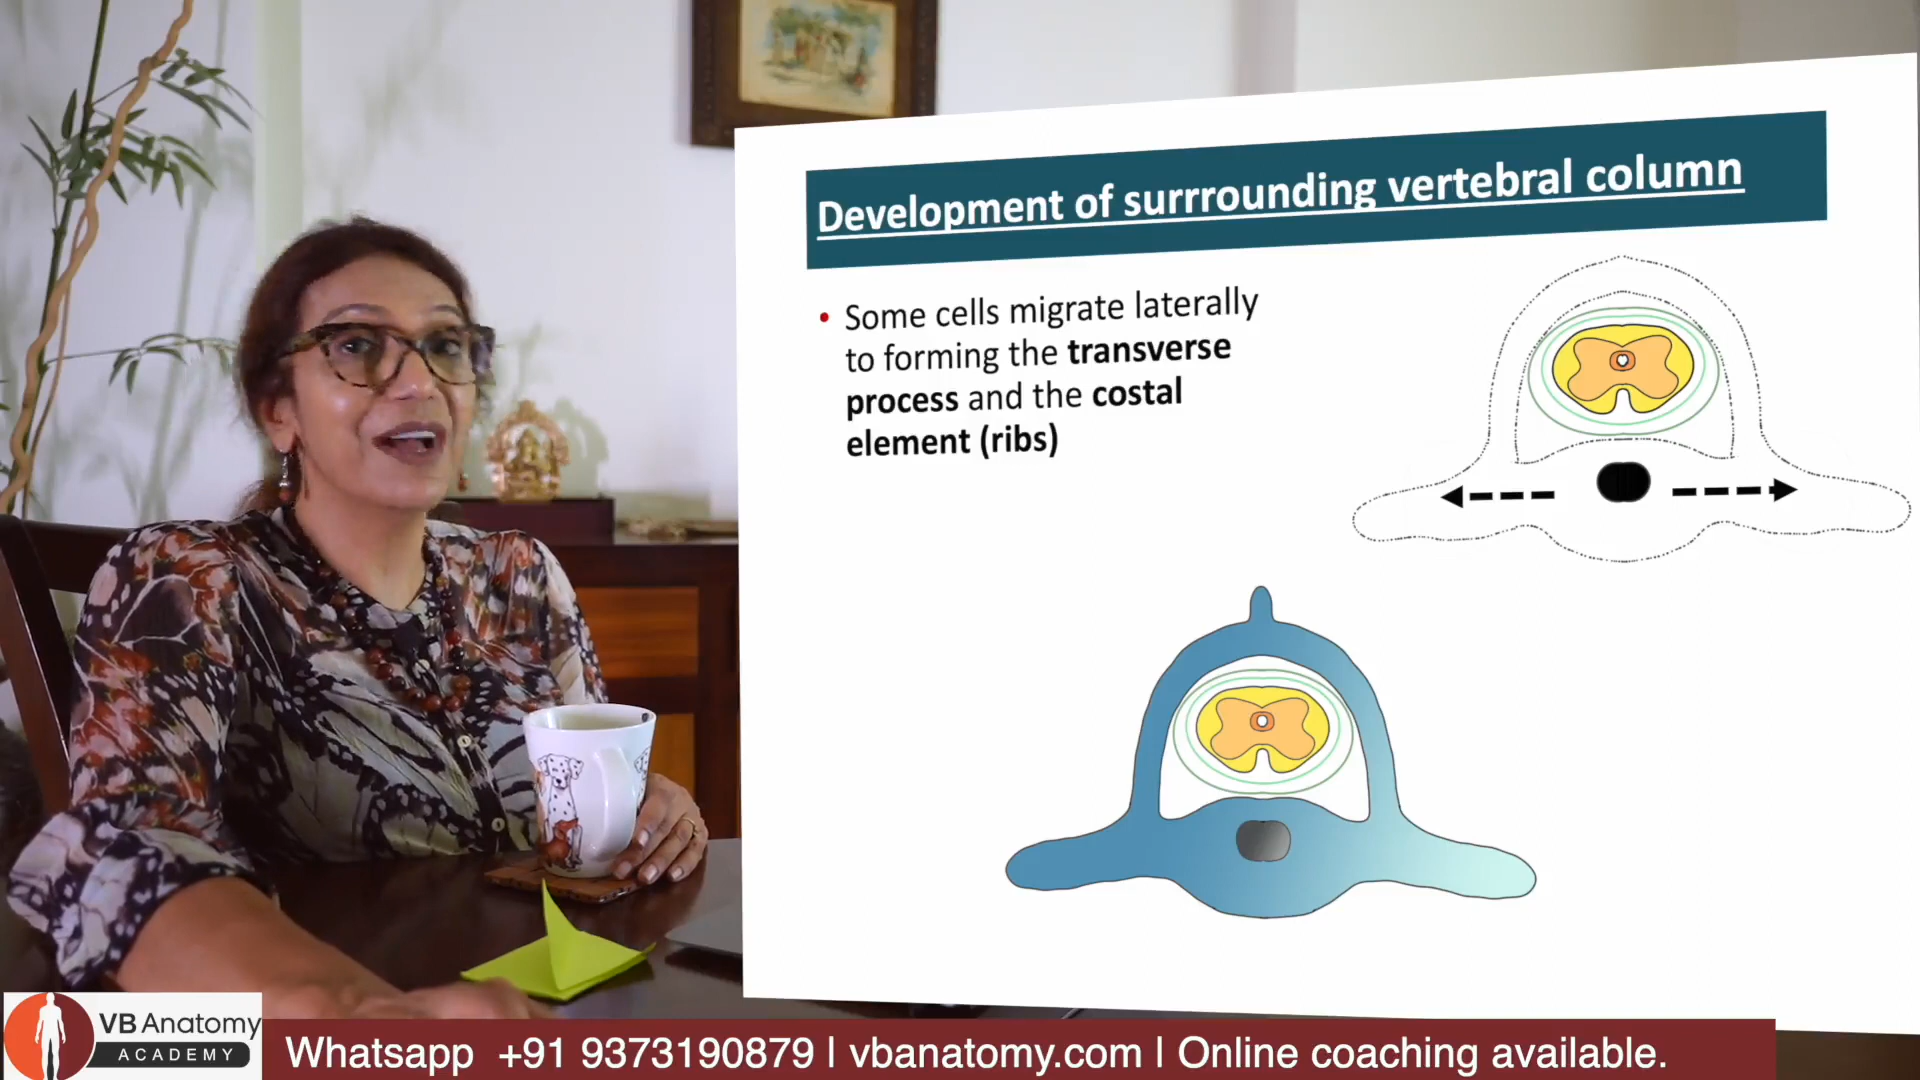 Development of surrrounding vertebral column
• Some cells migrate laterally
to forming the transverse
process and the costal
element (ribs)
VB Anatomy
ACADEMY
Whatsapp +91 9373190879 | vbanatomy.com | Online coaching available.